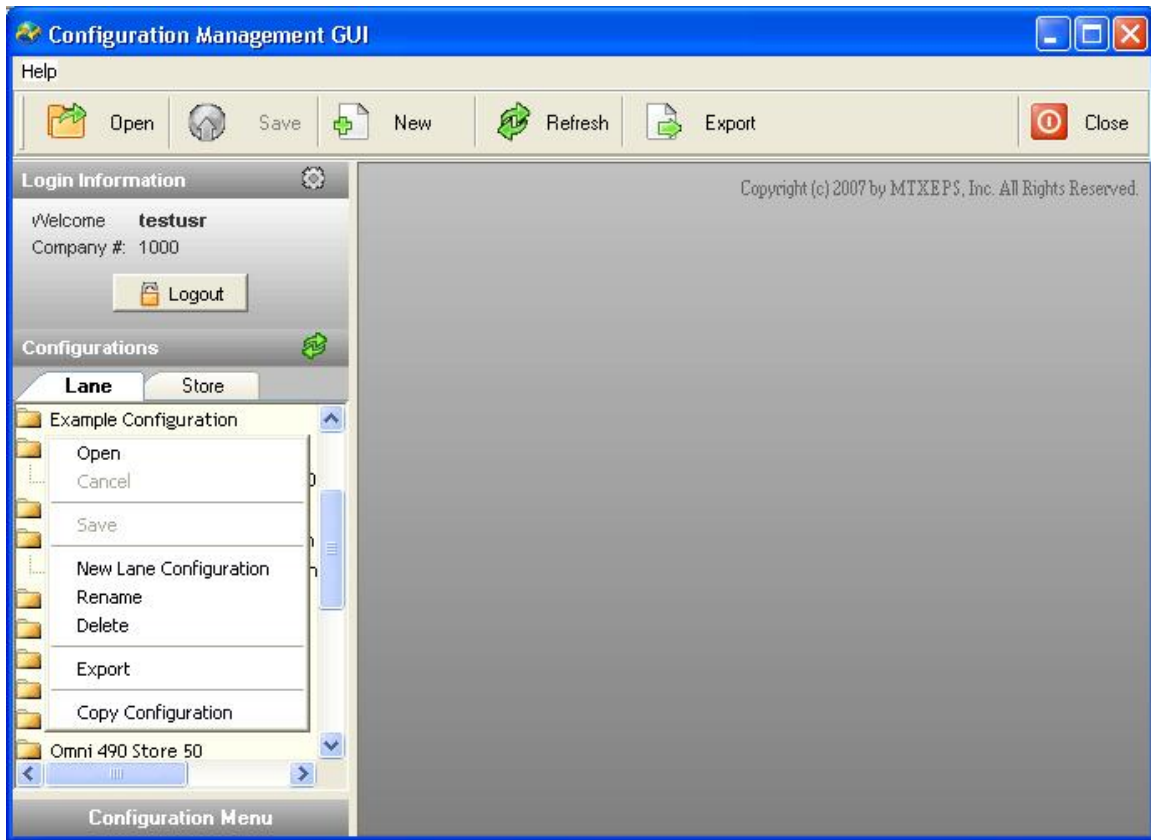 Configuration Management GUI
Help
Open Save New Refresh Export Close
Login Information
Copyright (c) 2007 by MTXEPS, Inc. All Rights Reserved.
Welcome testusr
Company #: 1000
Logout
Configurations
Lane Store
Example Configuration
Open
Cancel
Save
New Lane Configuration
Rename
Delete
Export
Copy Configuration
Omni 490 Store 50
Configuration Menu